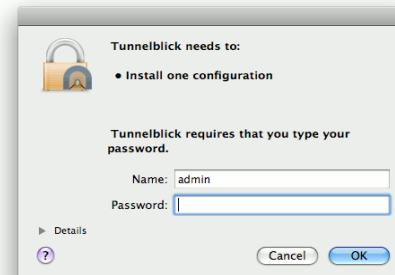 Tunnelblick needs to:
• Install one configuration
Tunnelblick requires that you type your
password.
Name: admin
Password:
Details
?
Cancel OK